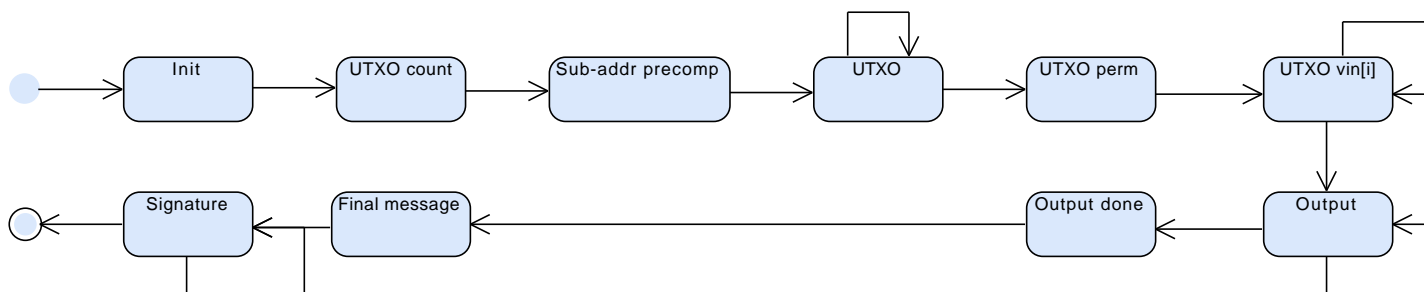 Init
UTXO count
Sub-addr precomp
UTXO
UTXO perm
UTXO vin[i]
Signature
Final message
Output done
Output